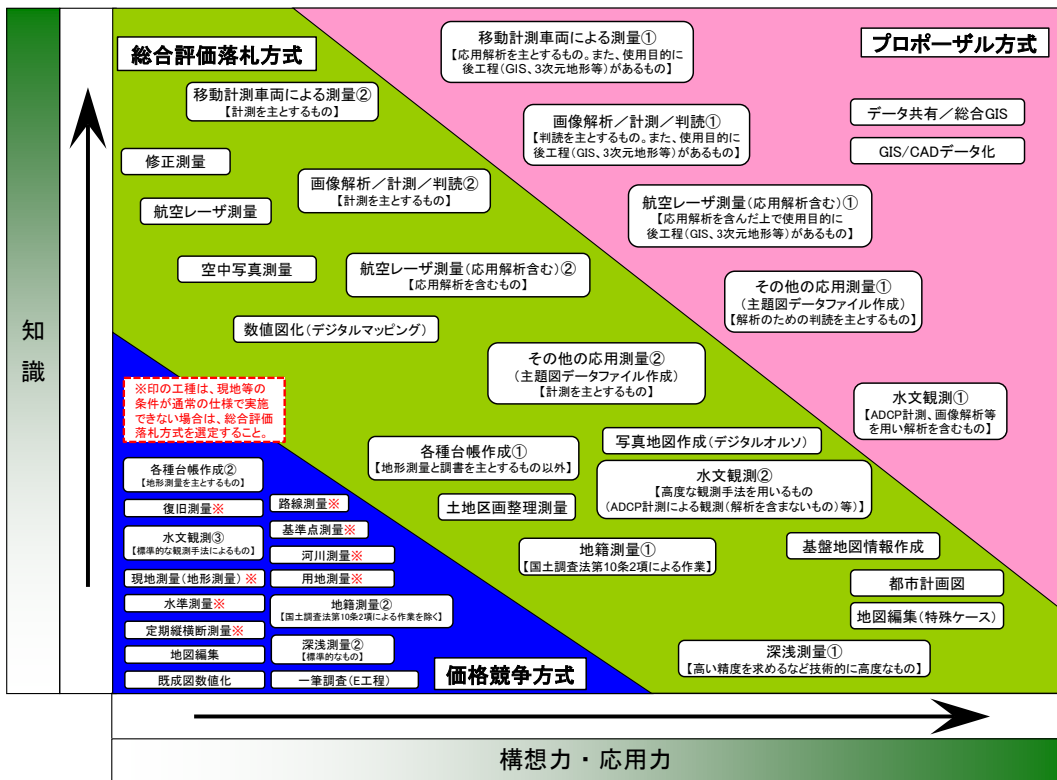 総合評価落札方式
プロポーザル方式
移動計測車両による測量①
【応用解析を主とするもの。また、使用目的に
後工程(GIS、3次元地形等)があるもの】
移動計測車両による測量②
【計測を主とするもの】
データ共有／総合GIS
画像解析／計測／判読①
【判読を主とするもの。また、使用目的に
後工程(GIS、3次元地形等)があるもの】
GIS/CADデータ化
修正測量
画像解析／計測／判読②
【計測を主とするもの】
航空レーザ測量(応用解析含む)①
【応用解析を含んだ上で使用目的に
後工程(GIS、3次元地形等)があるもの】
航空レーザ測量
空中写真測量
航空レーザ測量(応用解析含む)②
【応用解析を含むもの】
その他の応用測量①
(主題図データファイル作成)
【解析のための判読を主とするもの】
数値図化(デジタルマッピング)
知
識
その他の応用測量②
(主題図データファイル作成)
【計測を主とするもの】
※印の工種は、現地等の
条件が通常の仕様で実施
できない場合は、総合評価
落札方式を選定すること。
水文観測①
【ADCP計測、画像解析等
を用い解析を含むもの】
写真地図作成(デジタルオルソ)
各種台帳作成①
【地形測量と調書を主とするもの以外】
水文観測②
【高度な観測手法を用いるもの
(ADCP計測による観測(解析を含まないもの)等)】
土地区画整理測量
各種台帳作成②
【地形測量を主とするもの】
復旧測量※
路線測量※
水文観測③
【標準的な観測手法によるもの】
基準点測量※
河川測量※
地籍測量①
【国土調査法第10条2項による作業】
基盤地図情報作成
現地測量(地形測量)※
用地測量※
都市計画図
水準測量※
地籍測量②
【国土調査法第10条2項による作業を除く】
地図編集(特殊ケース)
定期縦横断測量※
深浅測量②
【標準的なもの】
地図編集
深浅測量①
【高い精度を求めるなど技術的に高度なもの】
既成図数値化
一筆調査(E工程)
価格競争方式
構想力・応用力